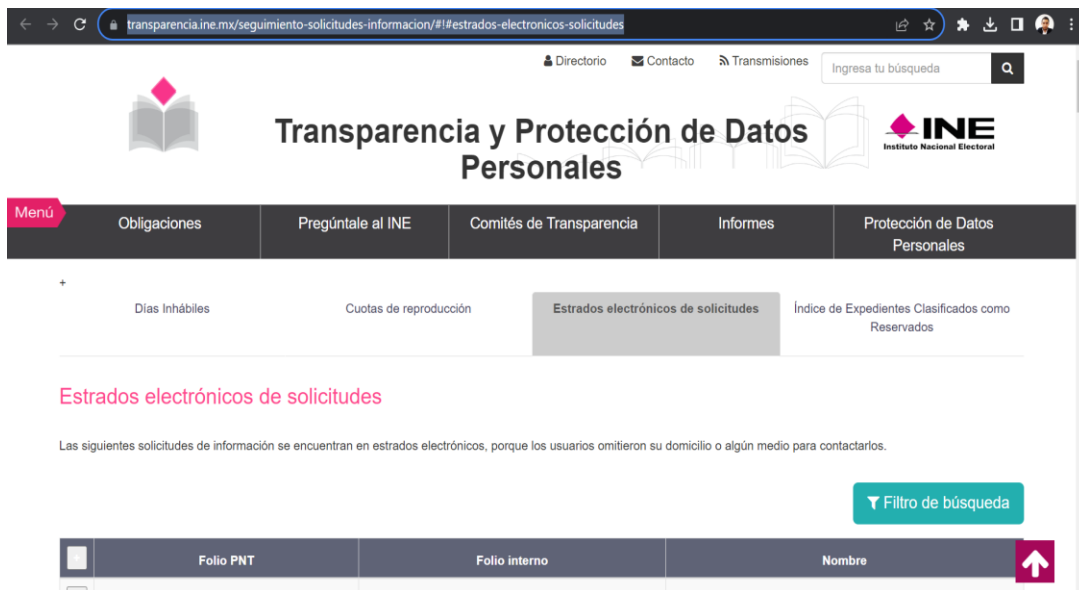 transparencia.ine.mx/seguimiento-solicitudes-informacion/#!#estrados-electronicos-solicitudes
Directorio Contacto Transmisiones Ingresa tu búsqueda
Transparencia y Protección de Datos
Personales
INE
Instituto Nacional Electoral
Menú
Obligaciones Pregúntale al INE Comités de Transparencia Informes Protección de Datos
Personales
+
Días Inhábiles Cuotas de reproducción Estrados electrónicos de solicitudes Índice de Expedientes Clasificados como
Reservados
Estrados electrónicos de solicitudes
Las siguientes solicitudes de información se encuentran en estrados electrónicos, porque los usuarios omitieron su domicilio o algún medio para contactarlos.
Filtro de búsqueda
Folio PNT Folio interno Nombre